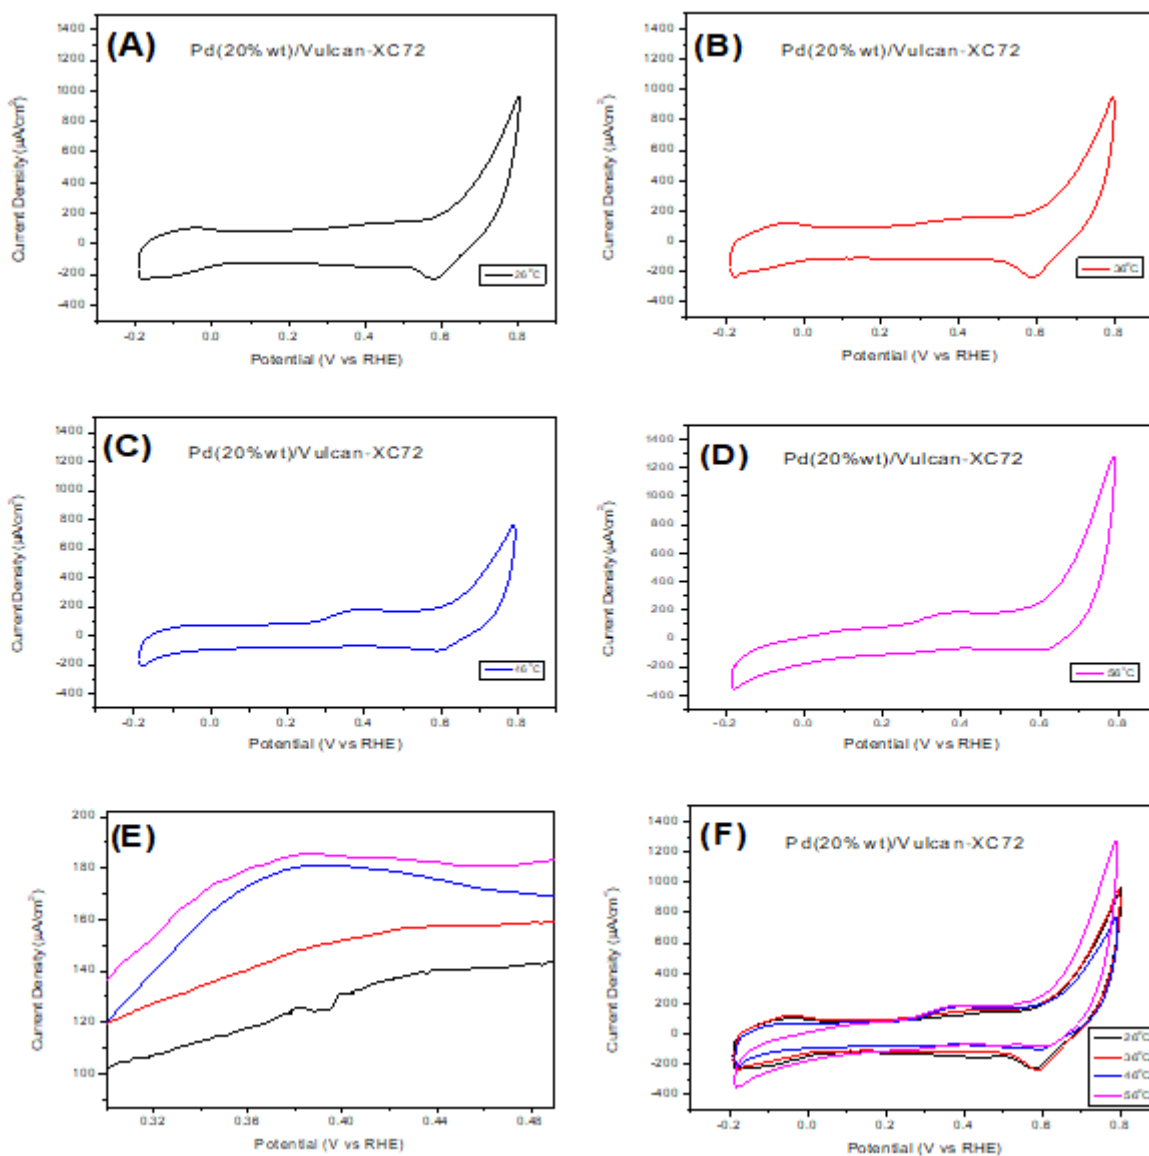 (A)
Pd(20%wt)/Vulcan-XC72
Current Density (µA/cm²)
1400
1200
1000
800
600
400
200
0
-200
-400
-0.2 0.0 0.2 0.4 0.6 0.8
Potential (V vs RHE)
26°C
(B)
Pd(20%wt)/Vulcan-XC72
Current Density (µA/cm²)
1400
1200
1000
800
600
400
200
0
-200
-400
-0.2 0.0 0.2 0.4 0.6 0.8
Potential (V vs RHE)
36°C
(C)
Pd(20%wt)/Vulcan-XC72
Current Density (µA/cm²)
1400
1200
1000
800
600
400
200
0
-200
-400
-0.2 0.0 0.2 0.4 0.6 0.8
Potential (V vs RHE)
46°C
(D)
Pd(20%wt)/Vulcan-XC72
Current Density (µA/cm²)
1400
1200
1000
800
600
400
200
0
-200
-400
-0.2 0.0 0.2 0.4 0.6 0.8
Potential (V vs RHE)
56°C
(E)
Current Density (µA/cm²)
200
180
160
140
120
100
0.32 0.36 0.40 0.44 0.48
Potential (V vs RHE)
(F)
Pd(20%wt)/Vulcan-XC72
Current Density (µA/cm²)
1400
1200
1000
800
600
400
200
0
-200
-400
-0.2 0.0 0.2 0.4 0.6 0.8
Potential (V vs RHE)
26°C
36°C
46°C
56°C